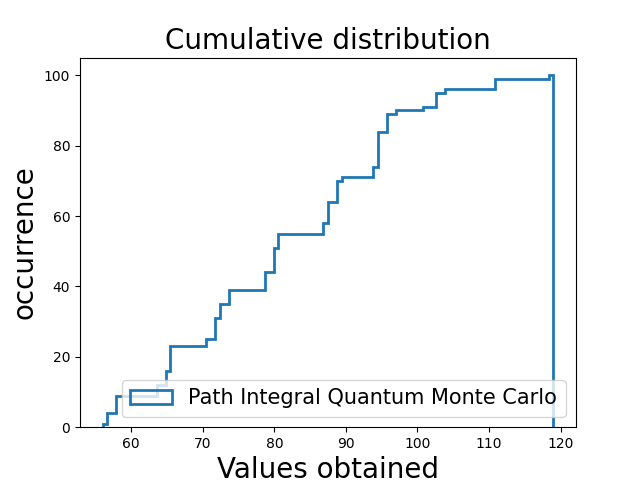 Cumulative distribution
100
80
60
40
20
0
occurrence
Path Integral Quantum Monte Carlo
60 70 80 90 100 110 120
Values obtained